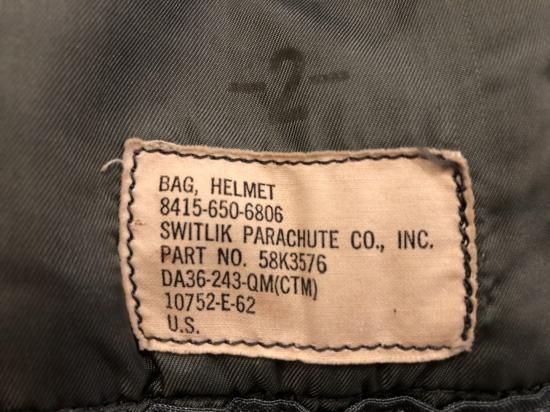 -2-
BAG, HELMET
8415-650-6806
SWITLIK PARACHUTE CO., INC.
PART NO. 58K3576
DA36-243-QM(CTM)
10752-E-62
U.S.